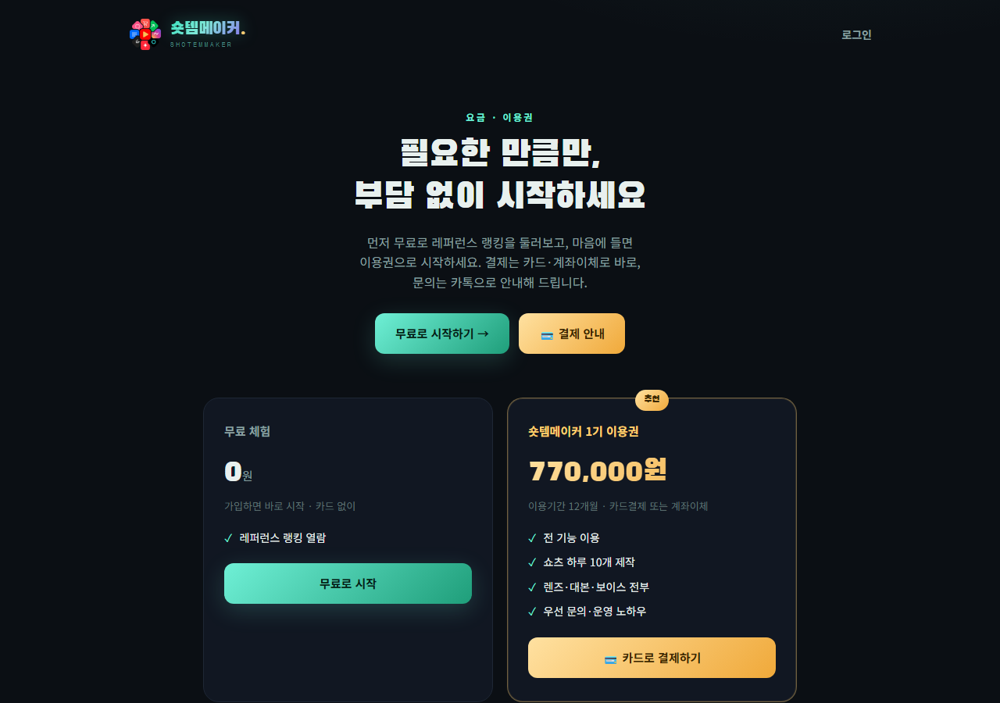 숏템메이커.
SHOTEMMAKER
로그인
요금 · 이용권
필요한 만큼만,
부담 없이 시작하세요
먼저 무료로 레퍼런스 랭킹을 둘러보고, 마음에 들면
이용권으로 시작하세요. 결제는 카드·계좌이체로 바로,
문의는 카톡으로 안내해 드립니다.
무료로 시작하기 →
💳 결제 안내
추천
무료 체험
0원
가입하면 바로 시작 · 카드 없이
✓ 레퍼런스 랭킹 열람
무료로 시작
숏템메이커 1기 이용권
770,000원
이용기간 12개월 · 카드결제 또는 계좌이체
✓ 전 기능 이용
✓ 쇼츠 하루 10개 제작
✓ 렌즈·대본·보이스 전부
✓ 우선 문의·운영 노하우
💳 카드로 결제하기